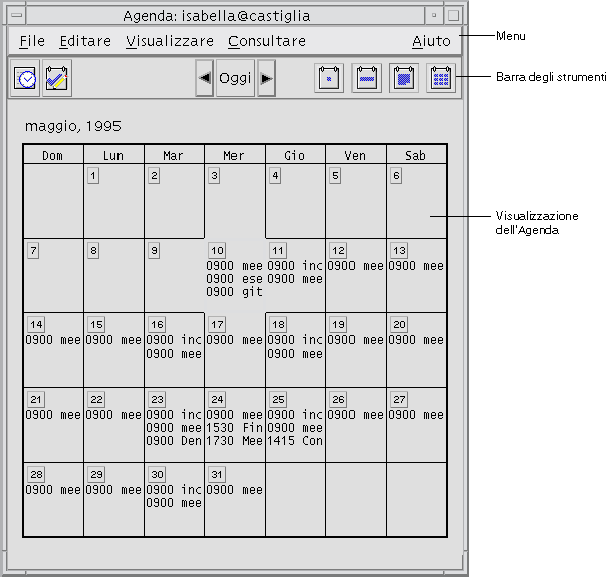 Agenda: isabella@castiglia
File Editare Visualizzare Consultare Aiuto
Menu
Oggi
Barra degli strumenti
maggio, 1995
Dom Lun Mar Mer Gio Ven Sab
1 2 3 4 5 6
Visualizzazione
dell'Agenda
7 8 9 10 11 12 13
0900 mee 0900 inc 0900 mee 0900 mee
0900 ese 0900 mee
0900 git
14 15 16 17 18 19 20
0900 mee 0900 mee 0900 inc 0900 mee 0900 inc 0900 mee 0900 mee
0900 mee 0900 mee
21 22 23 24 25 26 27
0900 mee 0900 mee 0900 inc 0900 mee 0900 inc 0900 mee 0900 mee
0900 mee 1530 Fin 0900 mee
0900 Den 1730 Mee 1415 Con
28 29 30 31
0900 mee 0900 mee 0900 inc 0900 mee
0900 mee